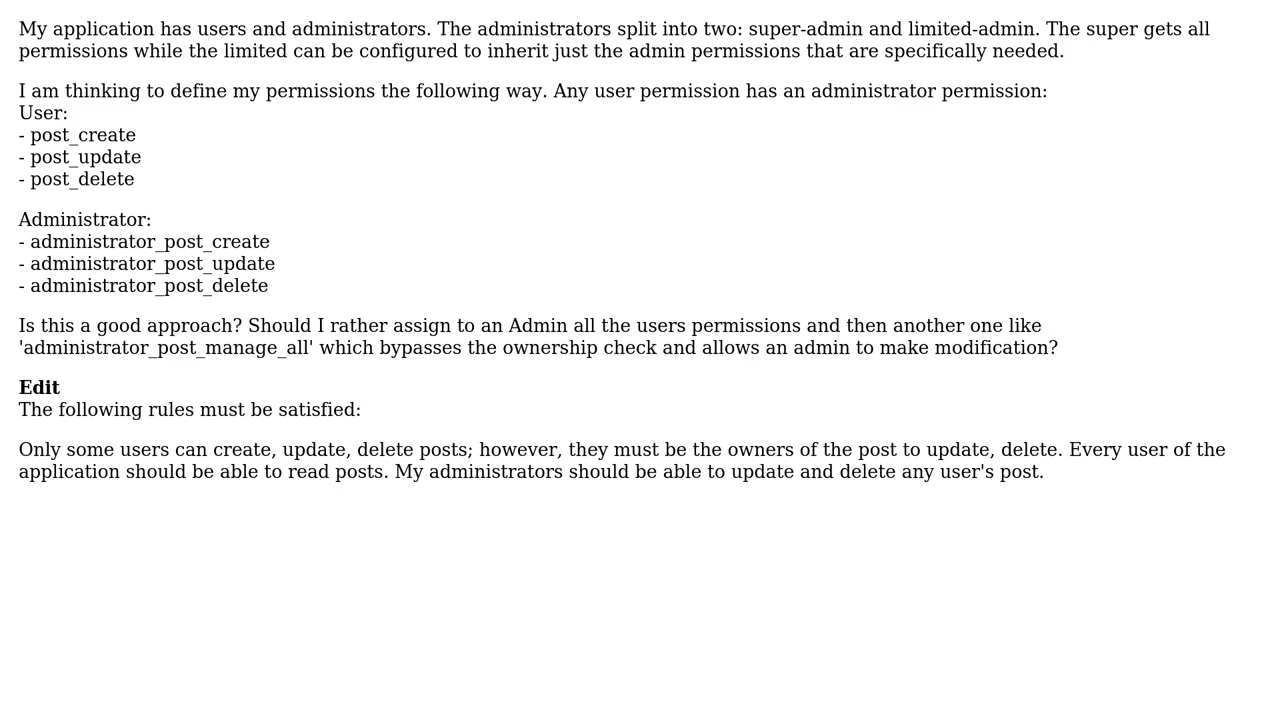 My application has users and administrators. The administrators split into two: super-admin and limited-admin. The super gets all
permissions while the limited can be configured to inherit just the admin permissions that are specifically needed.
I am thinking to define my permissions the following way. Any user permission has an administrator permission:
User:
- post_create
- post_update
- post_delete
Administrator:
- administrator_post_create
- administrator_post_update
- administrator_post_delete
Is this a good approach? Should I rather assign to an Admin all the users permissions and then another one like
'administrator_post_manage_all' which bypasses the ownership check and allows an admin to make modification?
Edit
The following rules must be satisfied:
Only some users can create, update, delete posts; however, they must be the owners of the post to update, delete. Every user of the
application should be able to read posts. My administrators should be able to update and delete any user's post.